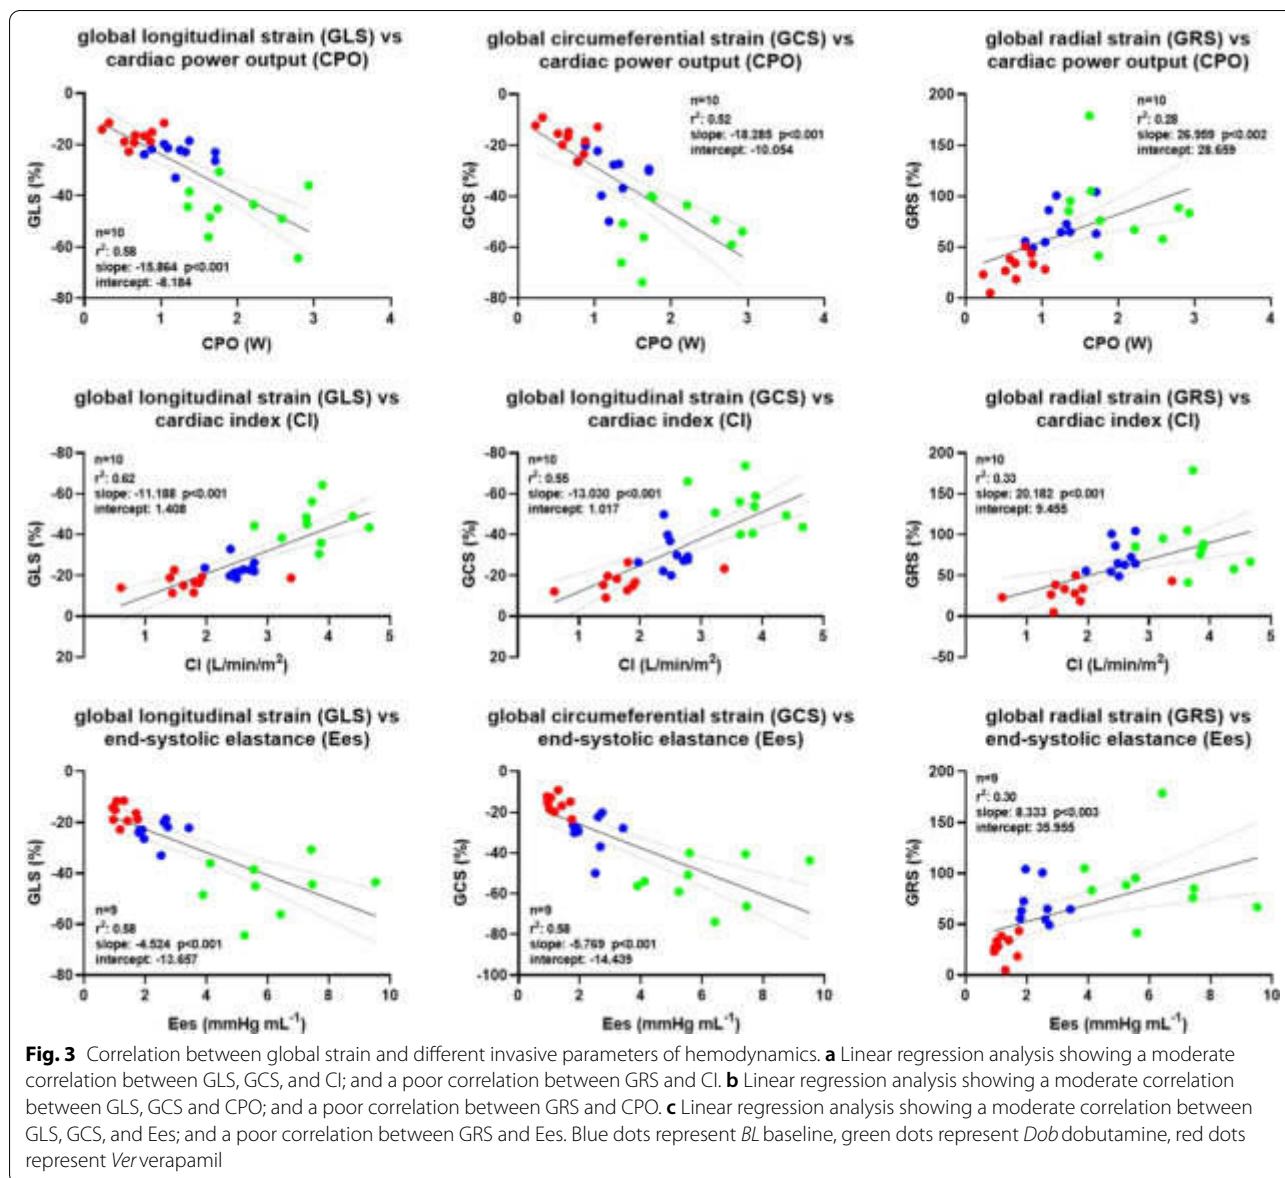 global longitudinal strain (GLS) vs
cardiac power output (CPO)
0
-20
-40
-60
-80
GLS (%)
n=10
r²: 0.58
slope: -15.864 p<0.001
intercept: -8.184
0 1 2 3 4
CPO (W)
global circumeferential strain (GCS) vs
cardiac power output (CPO)
0
-20
-40
-60
-80
GCS (%)
n=10
r²: 0.52
slope: -18.285 p<0.001
intercept: -10.054
0 1 2 3 4
CPO (W)
global radial strain (GRS) vs
cardiac power output (CPO)
200
150
100
50
0
GRS (%)
n=10
r²: 0.28
slope: 26.959 p<0.002
intercept: 28.659
0 1 2 3 4
CPO (W)
global longitudinal strain (GLS) vs
cardiac index (CI)
-80
-60
-40
-20
0
20
GLS (%)
n=10
r²: 0.62
slope: -11.188 p<0.001
intercept: 1.408
1 2 3 4 5
CI (L/min/m²)
global longitudinal strain (GCS) vs
cardiac index (CI)
-80
-60
-40
-20
0
20
GCS (%)
n=10
r²: 0.55
slope: -13.030 p<0.001
intercept: 1.017
1 2 3 4 5
CI (L/min/m²)
global radial strain (GRS) vs
cardiac index (CI)
200
150
100
50
0
-50
GRS (%)
n=10
r²: 0.33
slope: 20.182 p<0.001
intercept: 9.455
1 2 3 4 5
CI (L/min/m²)
global longitudinal strain (GLS) vs
end-systolic elastance (Ees)
0
-20
-40
-60
-80
GLS (%)
n=9
r²: 0.58
slope: -4.524 p<0.001
intercept: -13.657
0 2 4 6 8 10
Ees (mmHg mL⁻¹)
global circumeferential strain (GCS) vs
end-systolic elastance (Ees)
0
-20
-40
-60
-80
-100
GCS (%)
n=9
r²: 0.58
slope: -5.769 p<0.001
intercept: -14.439
0 2 4 6 8 10
Ees (mmHg mL⁻¹)
global radial strain (GRS) vs
end-systolic elastance (Ees)
200
150
100
50
0
GRS (%)
n=9
r²: 0.30
slope: 8.333 p<0.003
intercept: 35.955
0 2 4 6 8 10
Ees (mmHg mL⁻¹)
Fig. 3 Correlation between global strain and different invasive parameters of hemodynamics. a Linear regression analysis showing a moderate
correlation between GLS, GCS, and CI; and a poor correlation between GRS and CI. b Linear regression analysis showing a moderate correlation
between GLS, GCS and CPO; and a poor correlation between GRS and CPO. c Linear regression analysis showing a moderate correlation between
GLS, GCS, and Ees; and a poor correlation between GRS and Ees. Blue dots represent BL baseline, green dots represent Dob dobutamine, red dots
represent Ver verapamil